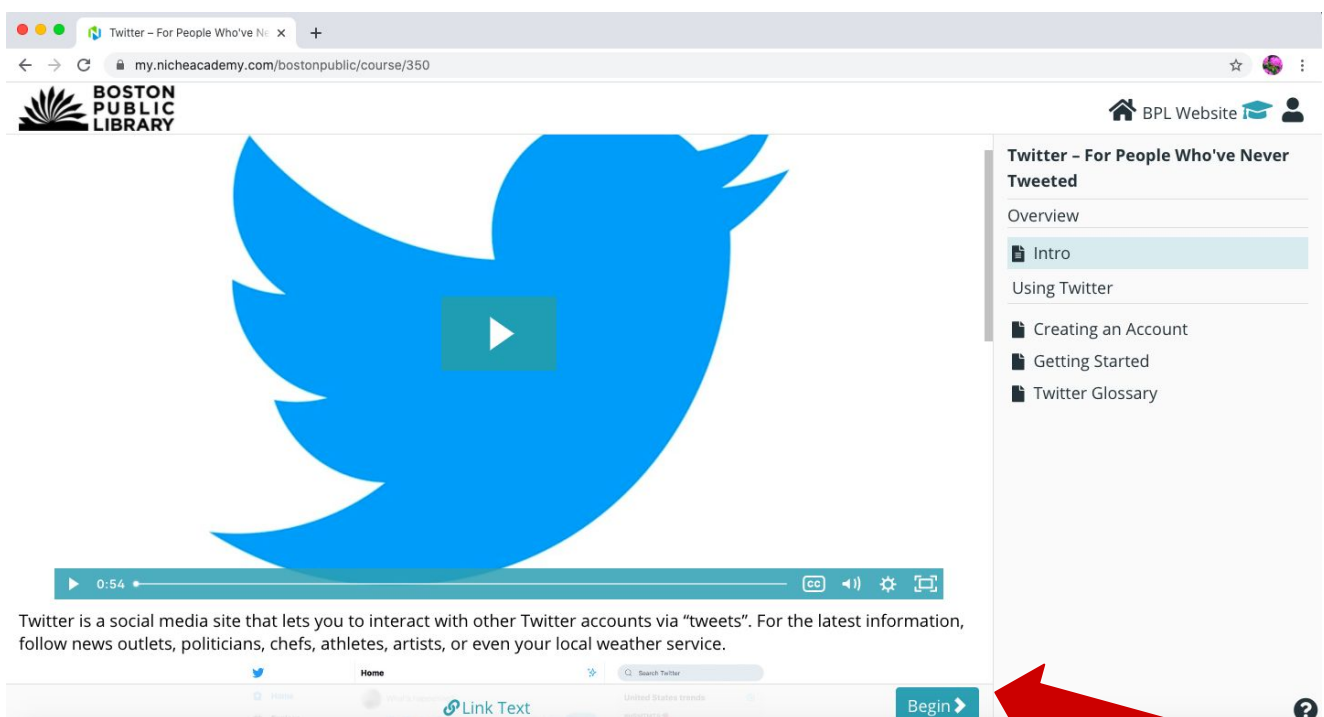 Twitter – For People Who've Ne
my.nicheacademy.com/bostonpublic/course/350
BOSTON
PUBLIC
LIBRARY
BPL Website
Twitter – For People Who've Never
Tweeted
Overview
Intro
Using Twitter
Creating an Account
Getting Started
Twitter Glossary
0:54
CC
Twitter is a social media site that lets you to interact with other Twitter accounts via “tweets”. For the latest information,
follow news outlets, politicians, chefs, athletes, artists, or even your local weather service.
Home
Search Twitter
Home
United States trends
Link Text
Begin